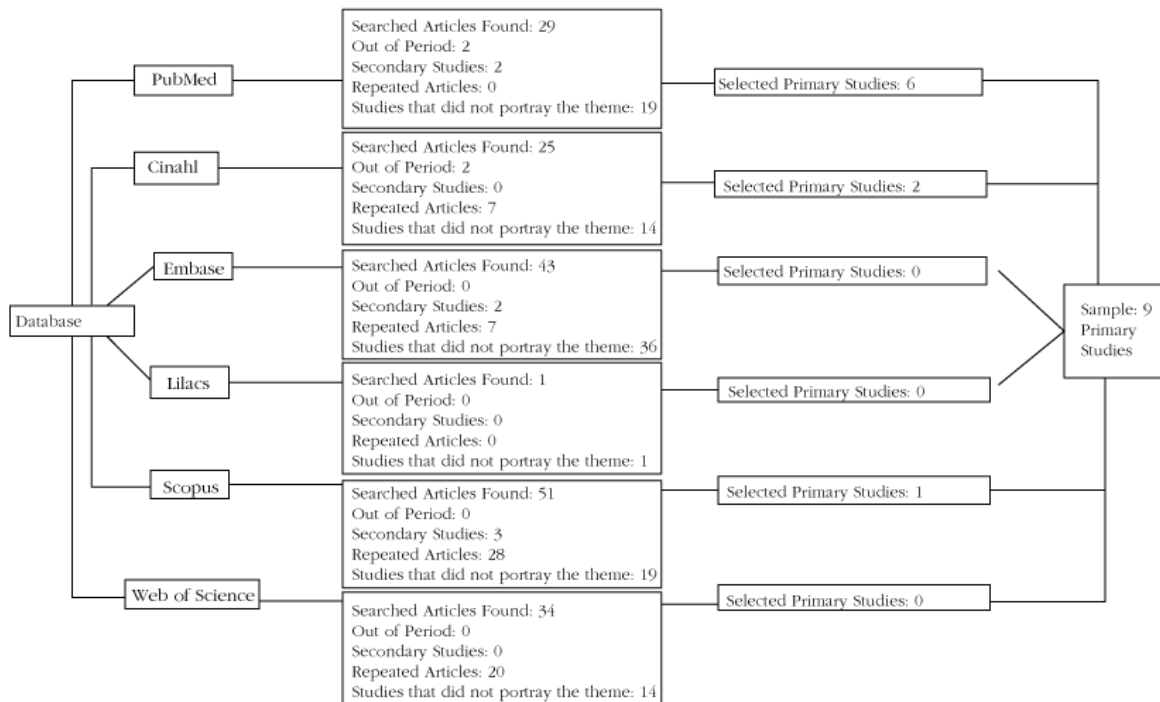 Database
PubMed
Searched Articles Found: 29
Out of Period: 2
Secondary Studies: 2
Repeated Articles: 0
Studies that did not portray the theme: 19
Selected Primary Studies: 6
Cinahl
Searched Articles Found: 25
Out of Period: 2
Secondary Studies: 0
Repeated Articles: 7
Studies that did not portray the theme: 14
Selected Primary Studies: 2
Embase
Searched Articles Found: 43
Out of Period: 0
Secondary Studies: 2
Repeated Articles: 7
Studies that did not portray the theme: 36
Selected Primary Studies: 0
Lilacs
Searched Articles Found: 1
Out of Period: 0
Secondary Studies: 0
Repeated Articles: 0
Studies that did not portray the theme: 1
Selected Primary Studies: 0
Scopus
Searched Articles Found: 51
Out of Period: 0
Secondary Studies: 3
Repeated Articles: 28
Studies that did not portray the theme: 19
Selected Primary Studies: 1
Web of Science
Searched Articles Found: 34
Out of Period: 0
Secondary Studies: 0
Repeated Articles: 20
Studies that did not portray the theme: 14
Selected Primary Studies: 0
Sample: 9
Primary
Studies